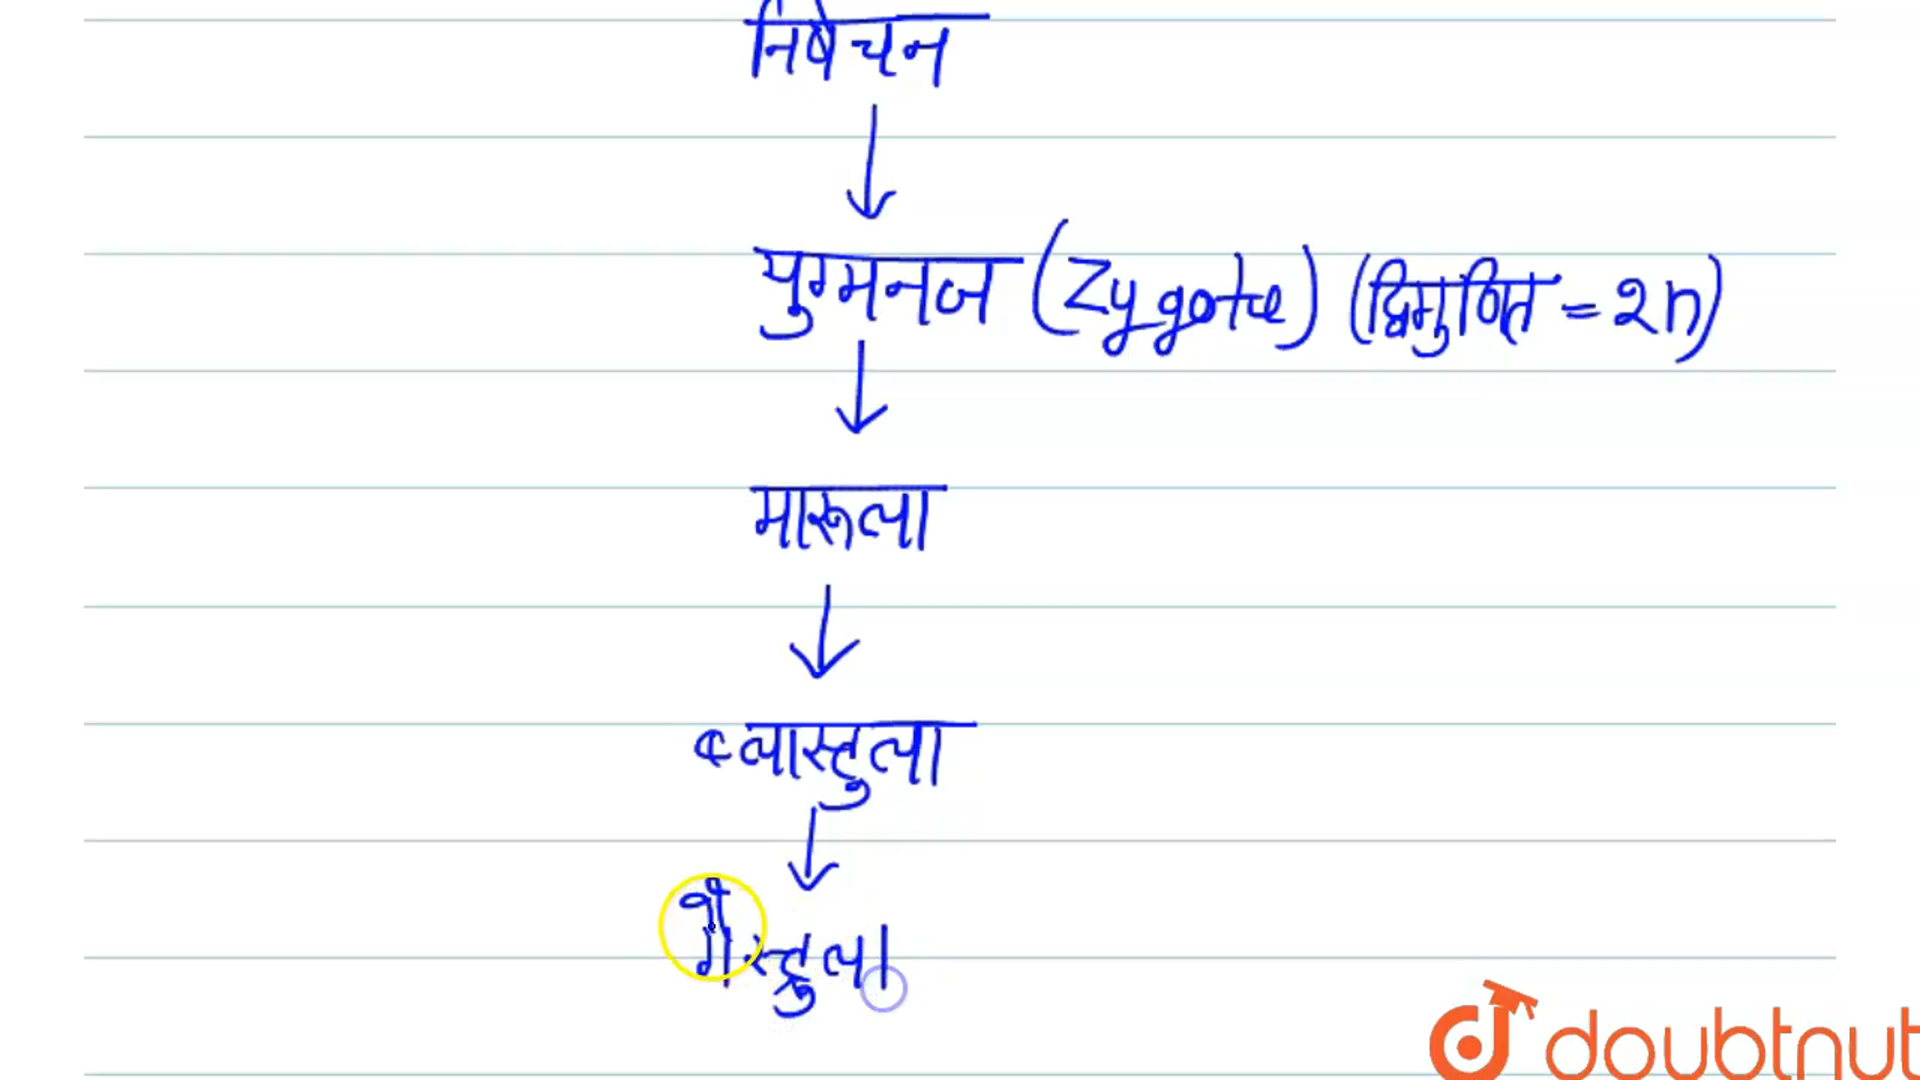 निषेचन
युग्मनज (Zygote) (द्विगुणित = 2n)
मारूला
ब्लास्टुला
गैस्ट्रुला
doubtnut